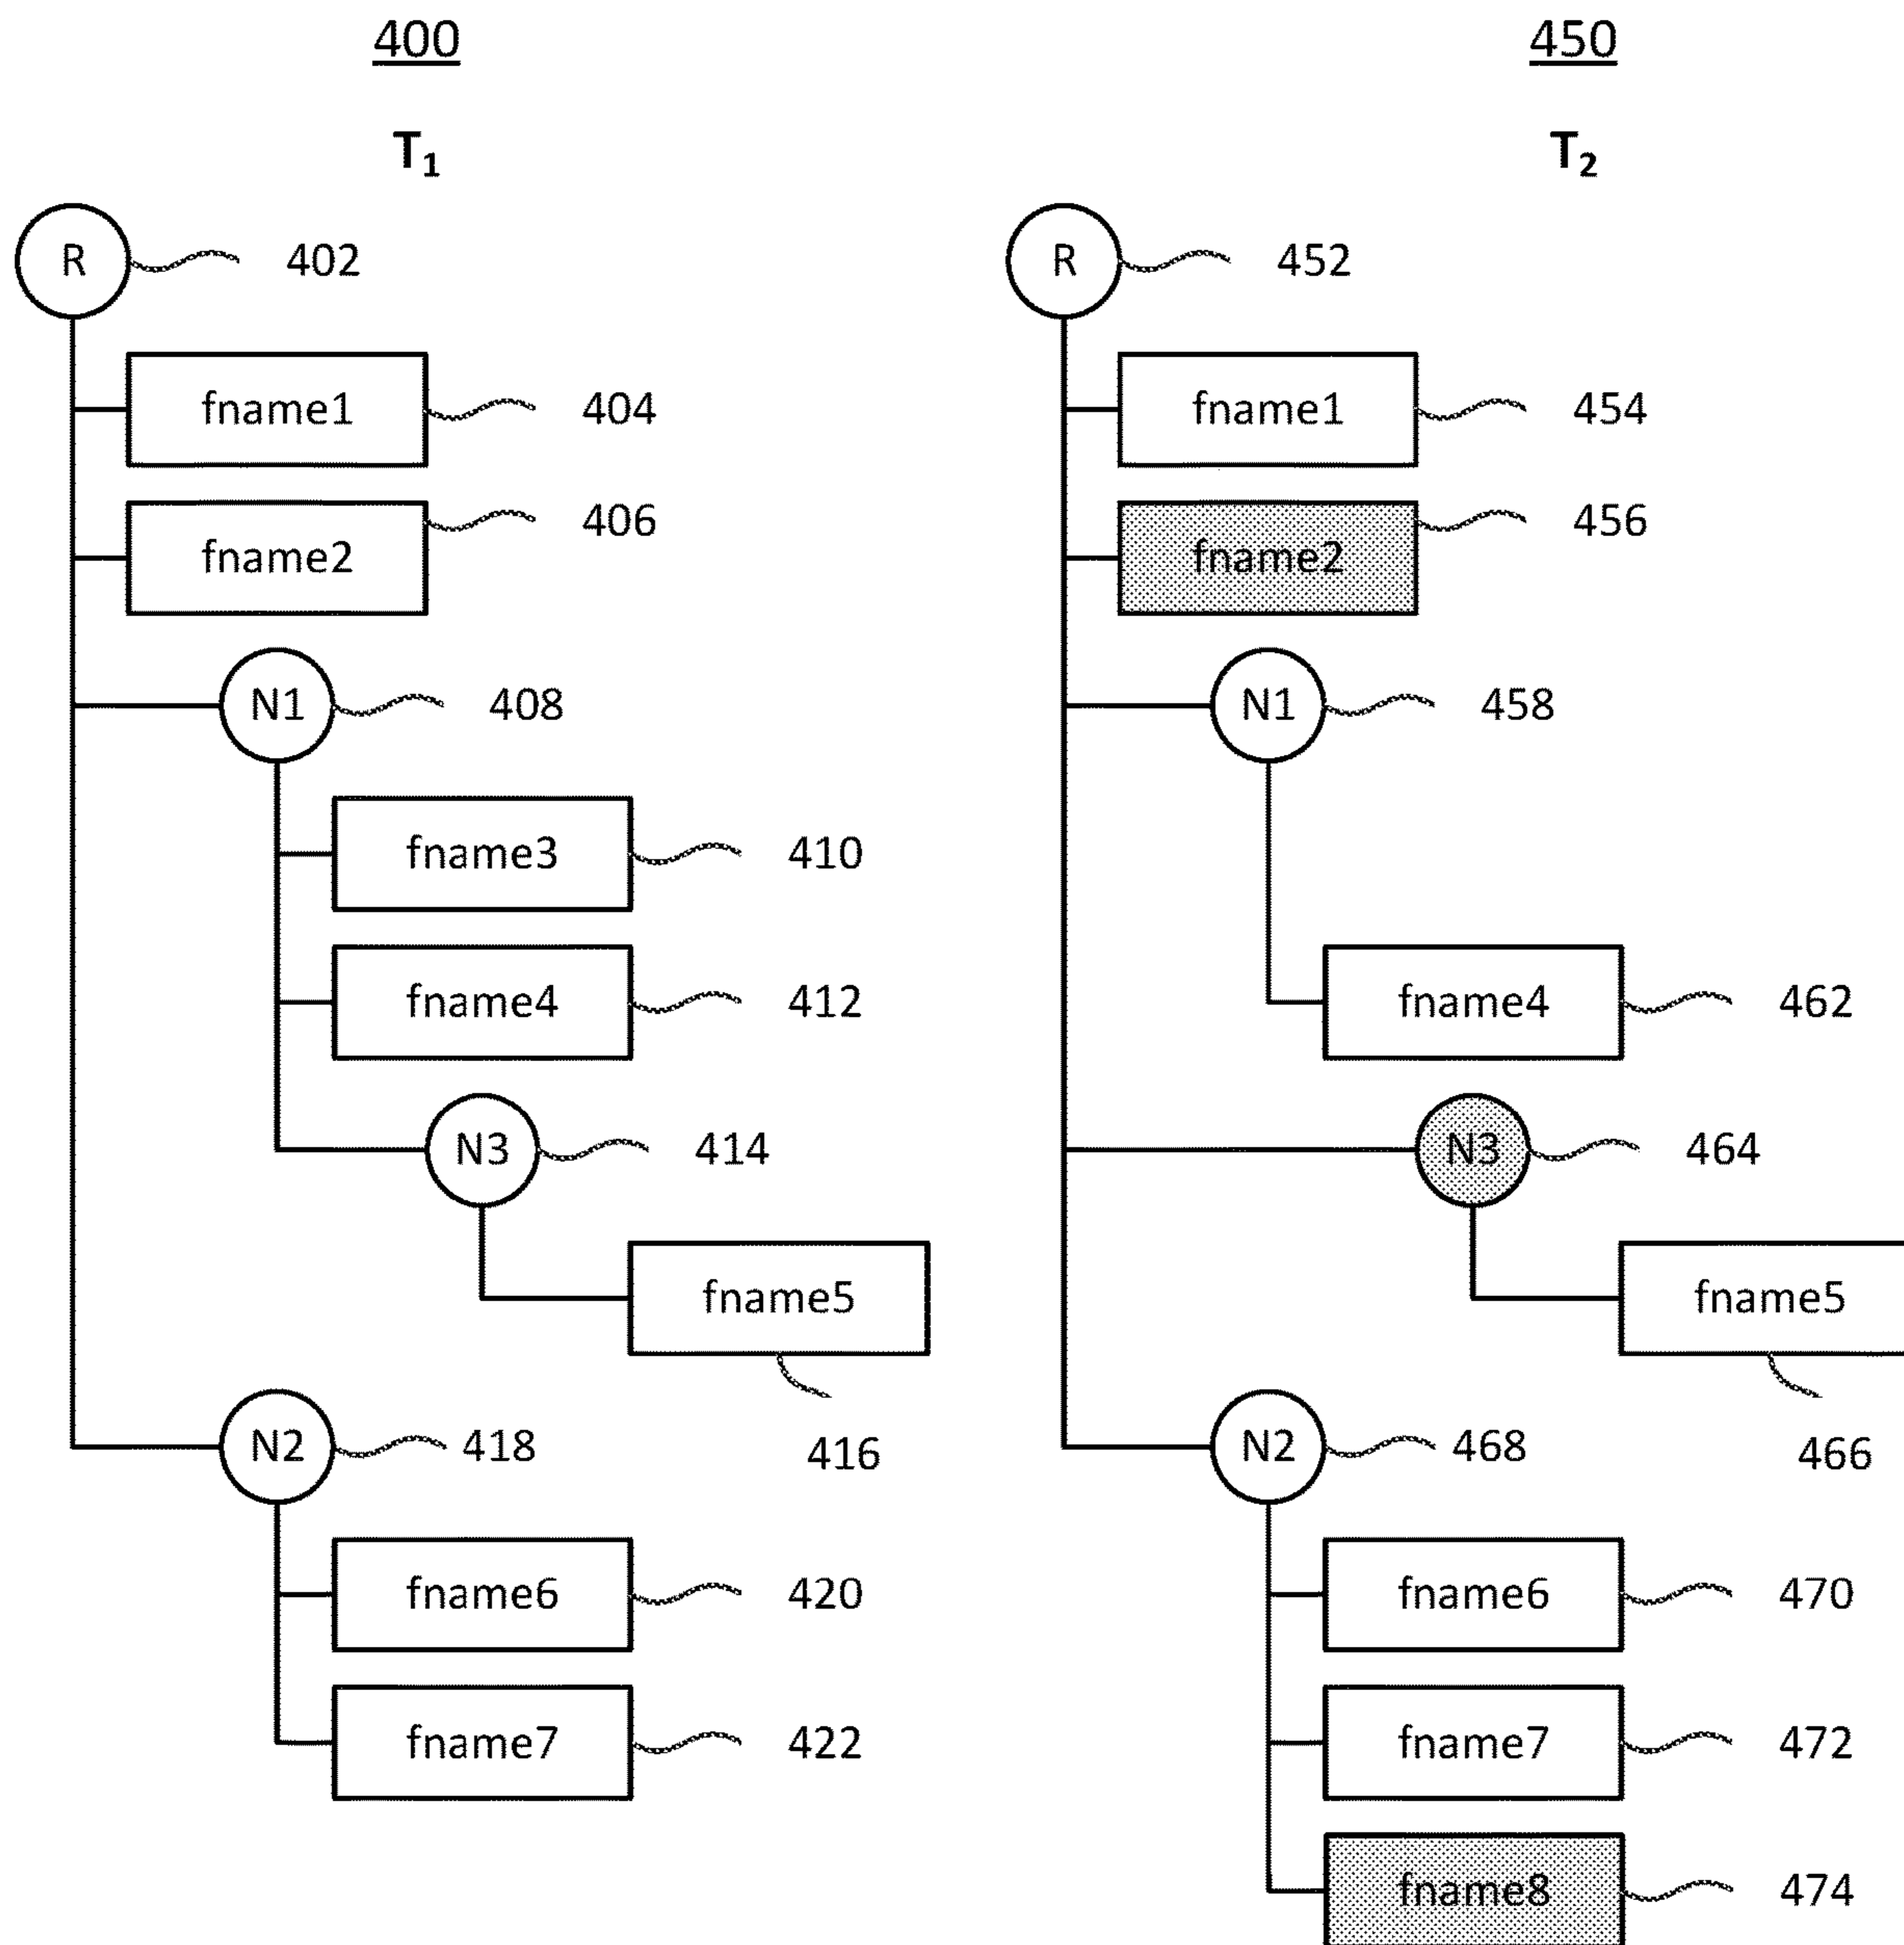 400
T1
R 402
fname1 404
fname2 406
N1 408
fname3 410
fname4 412
N3 414
fname5
416
N2 418
fname6 420
fname7 422
450
T2
R 452
fname1 454
fname2 456
N1 458
fname4 462
N3 464
fname5
466
N2 468
fname6 470
fname7 472
fname8 474